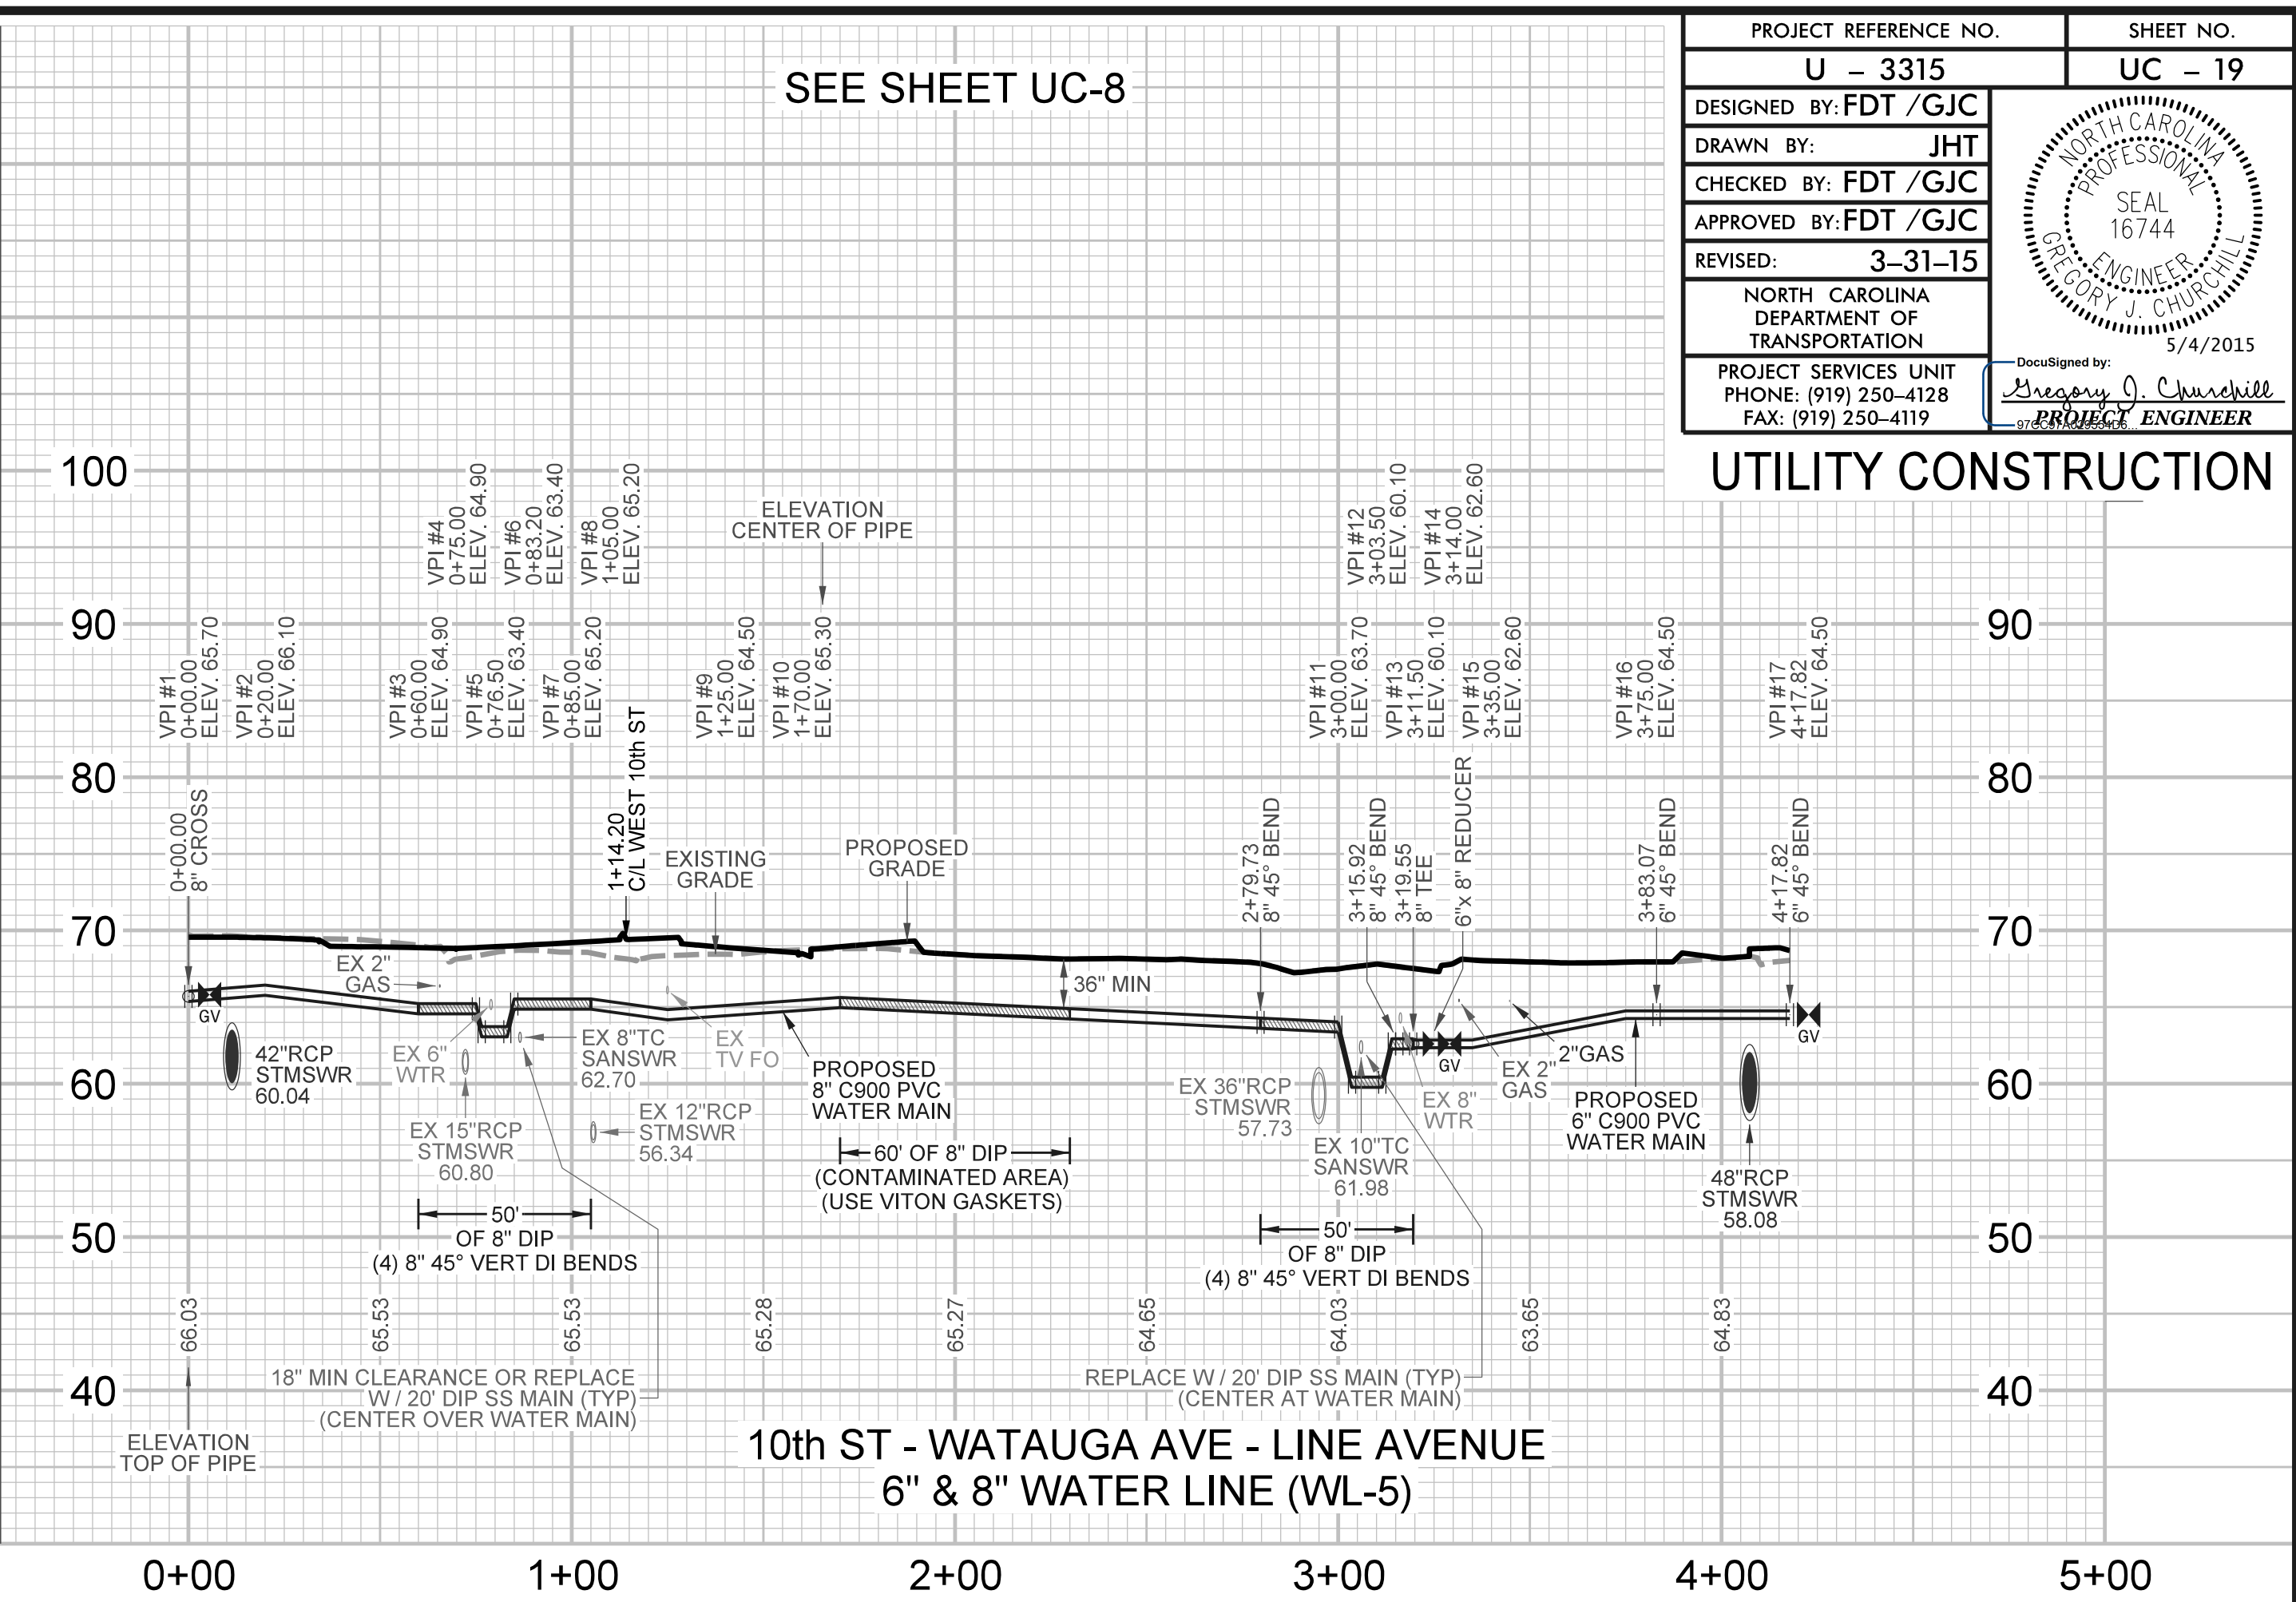 PROJECT REFERENCE NO.
SHEET NO.
U - 3315
UC - 19
DESIGNED BY: FDT /GJC
DRAWN BY: JHT
CHECKED BY: FDT /GJC
APPROVED BY: FDT /GJC
REVISED: 3-31-15
NORTH CAROLINA
DEPARTMENT OF
TRANSPORTATION
PROJECT SERVICES UNIT
PHONE: (919) 250-4128
FAX: (919) 250-4119
NORTH CAROLINA
PROFESSIONAL
SEAL
16744
ENGINEER
GREGORY J. CHURCHILL
5/4/2015
DocuSigned by:
Gregory J. Churchill
PROJECT ENGINEER
UTILITY CONSTRUCTION
SEE SHEET UC-8
100
VPI #4
0+75.00
ELEV. 64.90
VPI #6
0+83.20
ELEV. 63.40
VPI #8
1+05.00
ELEV. 65.20
ELEVATION
CENTER OF PIPE
VPI #12
3+03.50
ELEV. 60.10
VPI #14
3+14.00
ELEV. 62.60
90
90
VPI #1
0+00.00
ELEV. 65.70
VPI #2
0+20.00
ELEV. 66.10
VPI #3
0+60.00
ELEV. 64.90
VPI #5
0+76.50
ELEV. 63.40
VPI #7
0+85.00
ELEV. 65.20
VPI #9
1+25.00
ELEV. 64.50
VPI #10
1+70.00
ELEV. 65.30
VPI #11
3+00.00
ELEV. 63.70
VPI #13
3+11.50
ELEV. 60.10
VPI #15
3+35.00
ELEV. 62.60
VPI #16
3+75.00
ELEV. 64.50
VPI #17
4+17.82
ELEV. 64.50
80
80
0+00.00
8" CROSS
1+14.20
C/L WEST 10th ST
EXISTING
GRADE
PROPOSED
GRADE
2+79.73
8" 45° BEND
3+15.92
8" 45° BEND
3+19.55
8" TEE
6"x 8" REDUCER
3+83.07
6" 45° BEND
4+17.82
6" 45° BEND
70
70
EX 2"
GAS
36" MIN
GV
42"RCP
STMSWR
60.04
EX 6"
WTR
EX 8"TC
SANSWR
62.70
EX
TV FO
PROPOSED
8" C900 PVC
WATER MAIN
EX 36"RCP
STMSWR
57.73
EX 8"
WTR
GV
EX 2"
GAS
2"GAS
PROPOSED
6" C900 PVC
WATER MAIN
GV
60
60
EX 15"RCP
STMSWR
60.80
EX 12"RCP
STMSWR
56.34
60' OF 8" DIP
(CONTAMINATED AREA)
(USE VITON GASKETS)
EX 10"TC
SANSWR
61.98
48"RCP
STMSWR
58.08
50'
OF 8" DIP
(4) 8" 45° VERT DI BENDS
50'
OF 8" DIP
(4) 8" 45° VERT DI BENDS
50
50
66.03
65.53
65.53
65.28
65.27
64.65
64.03
63.65
64.83
18" MIN CLEARANCE OR REPLACE
W / 20' DIP SS MAIN (TYP)
(CENTER OVER WATER MAIN)
REPLACE W / 20' DIP SS MAIN (TYP)
(CENTER AT WATER MAIN)
40
40
ELEVATION
TOP OF PIPE
10th ST - WATAUGA AVE - LINE AVENUE
6" & 8" WATER LINE (WL-5)
0+00
1+00
2+00
3+00
4+00
5+00